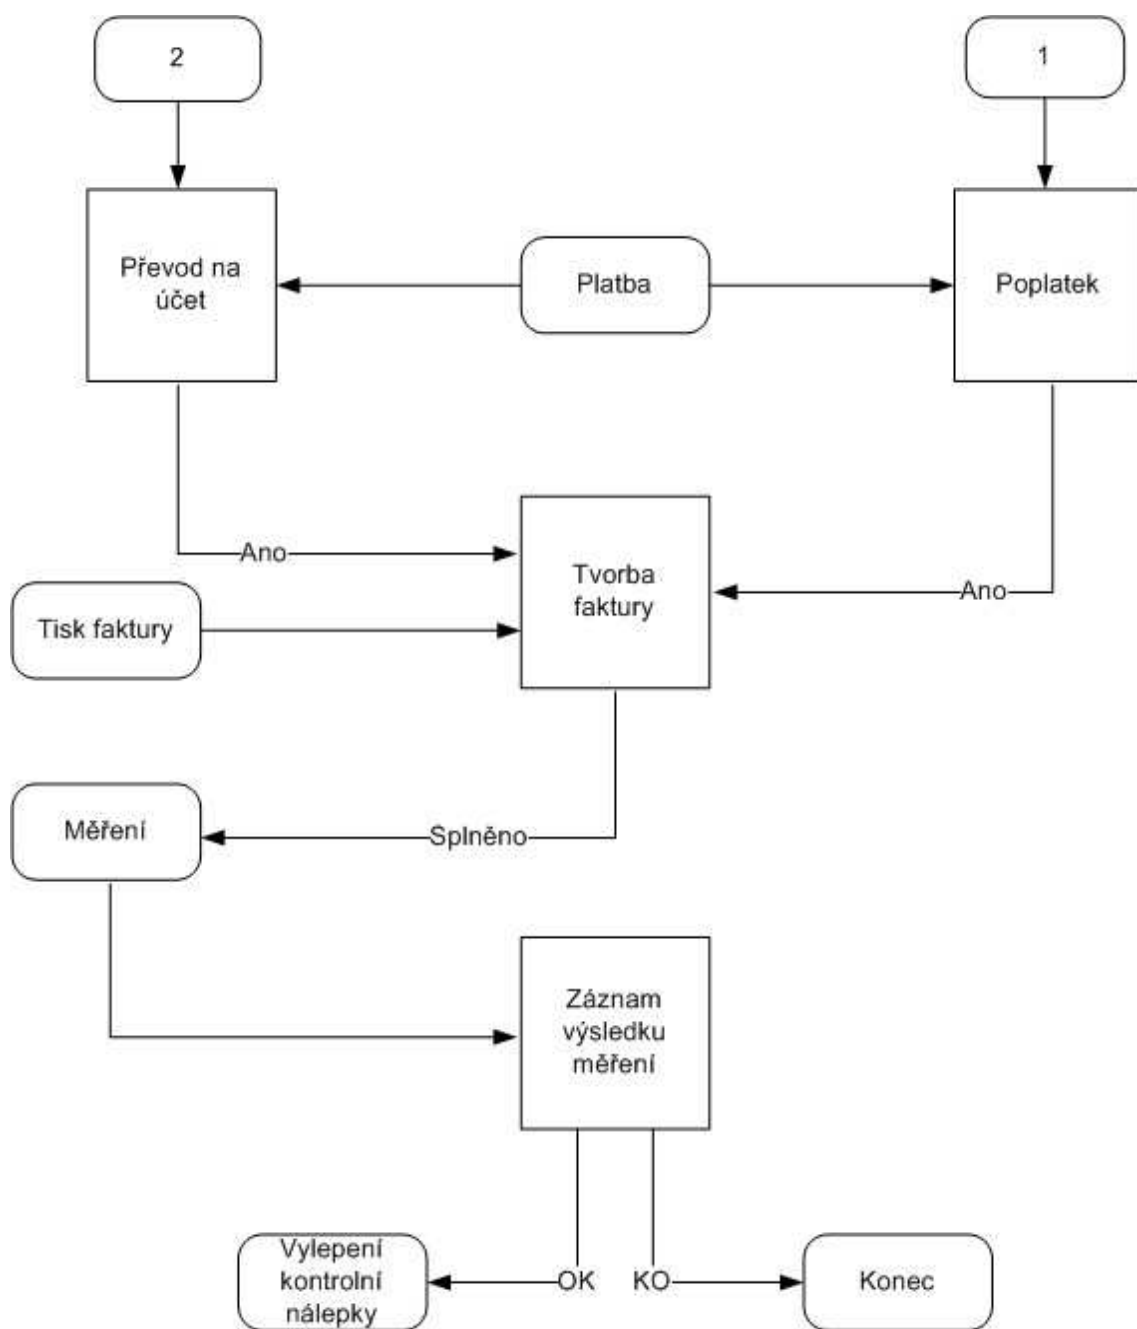 2
1
Převod na
účet
Platba
Poplatek
Ano
Tvorba
faktury
Ano
Tisk faktury
Měření
Splněno
Záznam
výsledku
měření
Vylepení
kontrolní
nálepky
OK
KO
Konec